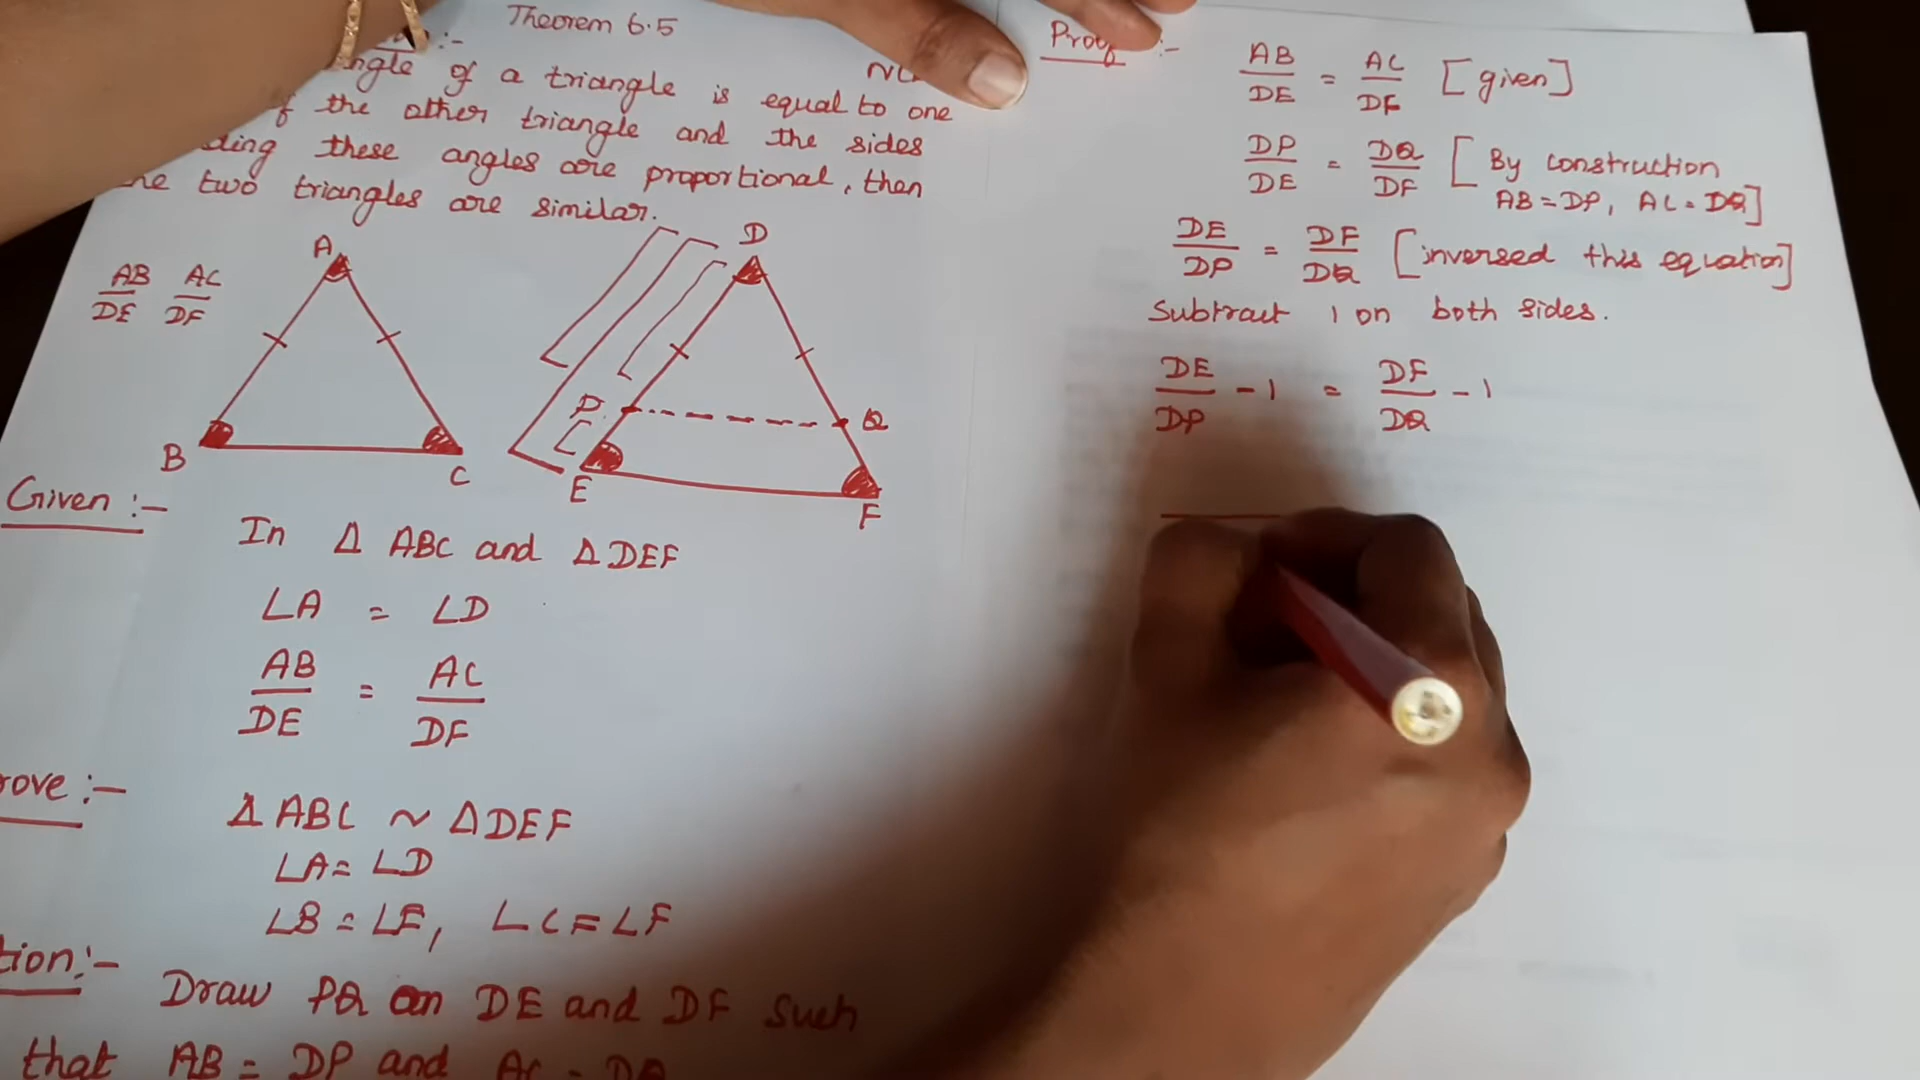 Theorem 6.5
:-
ngle of a triangle is equal to one
the other triangle and the sides
ding these angles are proportional, then
two triangles are similar.
AB AC
DE DF
A
B
C
D
P
Q
E
F
Given :-
In Δ ABC and Δ DEF
∠A = ∠D
AB = AC
DE DF
rove :-
Δ ABC ~ Δ DEF
∠A = ∠D
∠B = ∠E, ∠C = ∠F
tion :-
Draw PQ on DE and DF such
that AB = DP and AC = DQ
Proof :-
AB = AC [given]
DE DF
DP = DQ [By construction
DE DF AB = DP, AC = DQ]
DE = DF [inversed this equation]
DP DQ
Subtract 1 on both sides.
DE - 1 = DF - 1
DP DQ